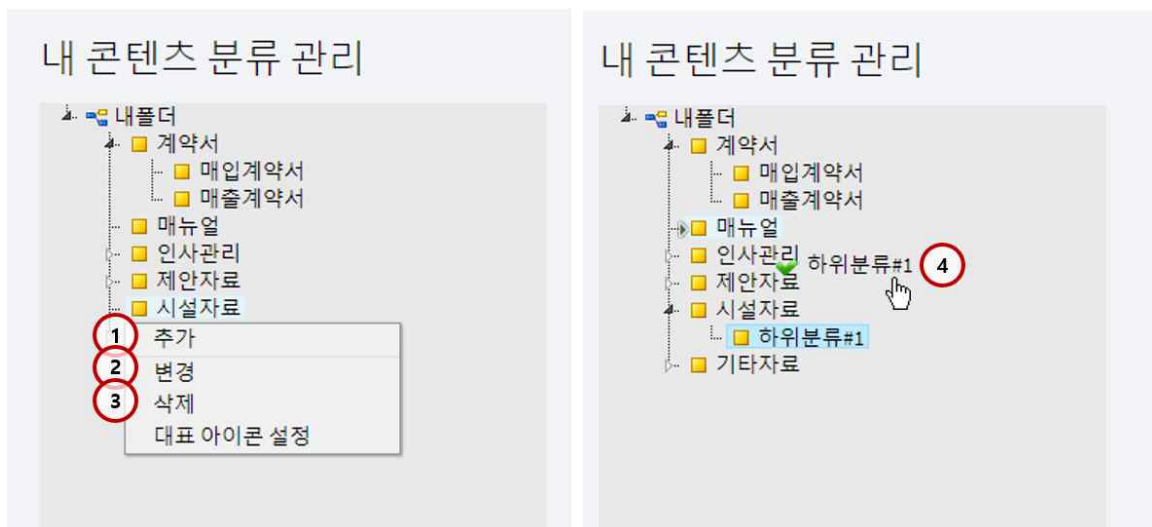 내 콘텐츠 분류 관리
내폴더
계약서
매입계약서
매출계약서
매뉴얼
인사관리
제안자료
시설자료
1 추가
2 변경
3 삭제
대표 아이콘 설정
내 콘텐츠 분류 관리
내폴더
계약서
매입계약서
매출계약서
매뉴얼
인사관리
하위분류#1 4
제안자료
시설자료
하위분류#1
기타자료